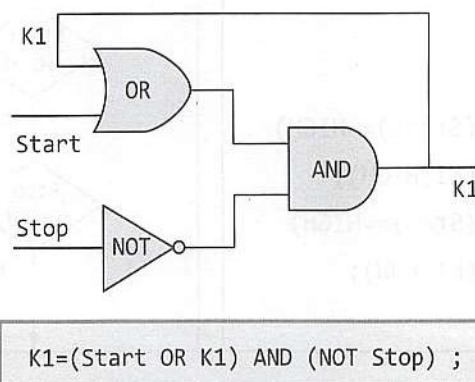 K1
OR
Start
AND
K1
Stop
NOT
K1=(Start OR K1) AND (NOT Stop) ;